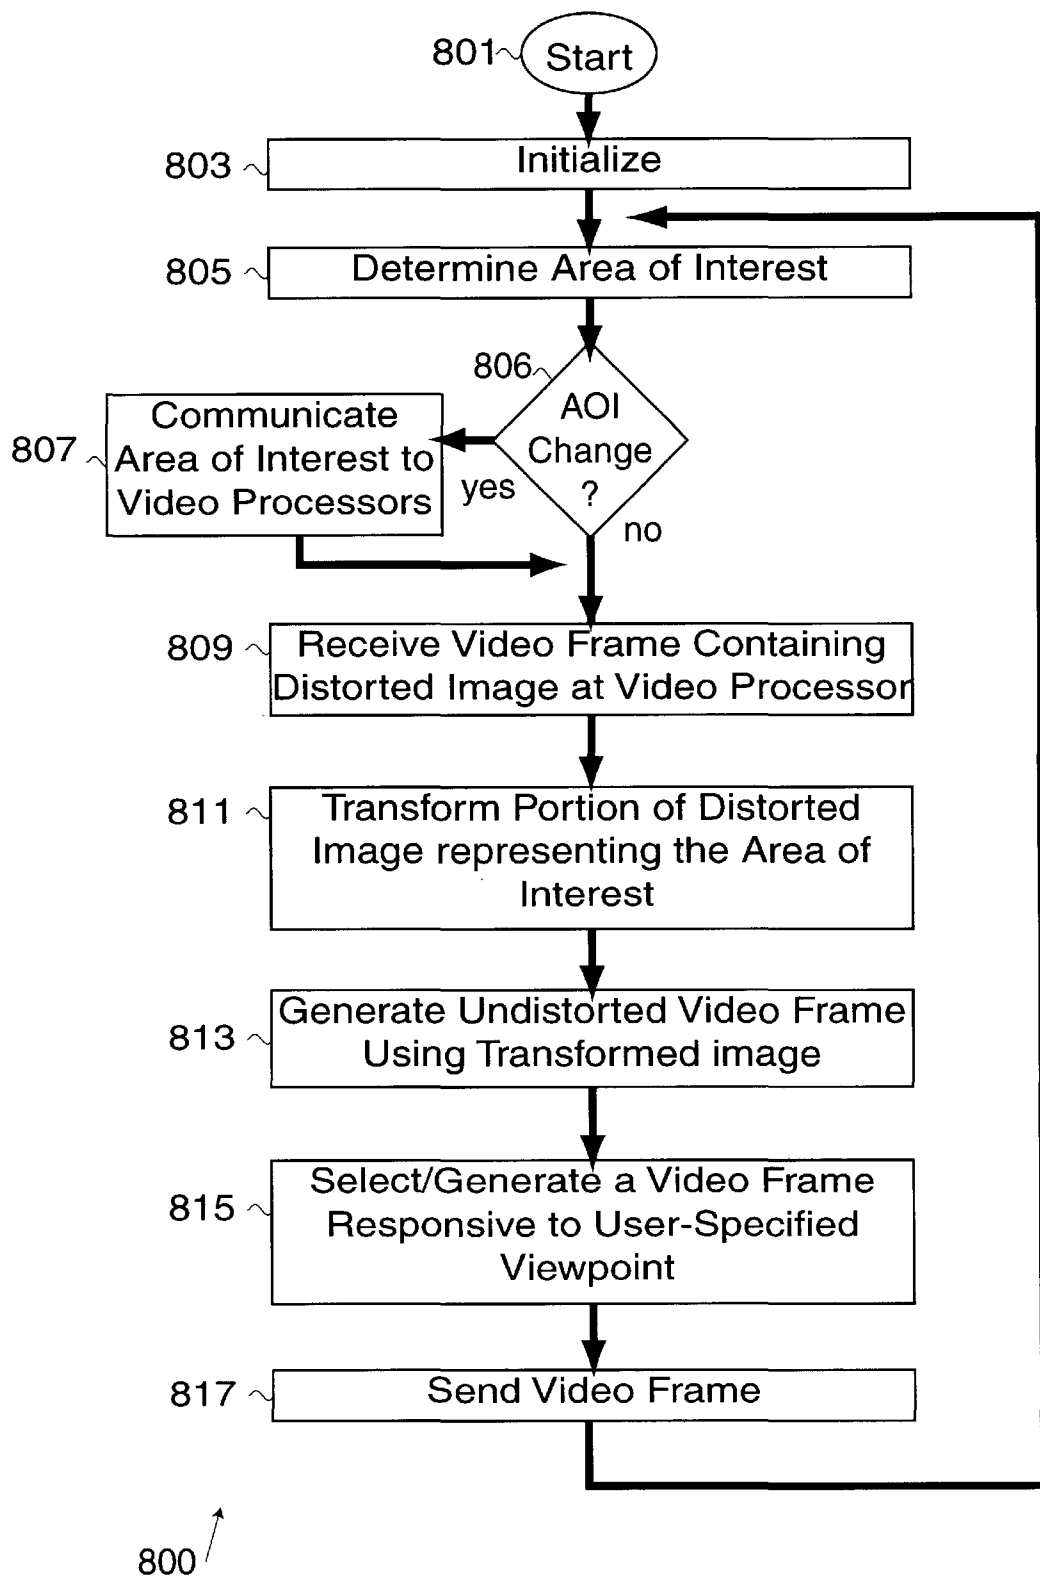 801
Start
803
Initialize
805
Determine Area of Interest
806
AOI
Change
?
yes
no
807
Communicate
Area of Interest to
Video Processors
809
Receive Video Frame Containing
Distorted Image at Video Processor
811
Transform Portion of Distorted
Image representing the Area of
Interest
813
Generate Undistorted Video Frame
Using Transformed image
815
Select/Generate a Video Frame
Responsive to User-Specified
Viewpoint
817
Send Video Frame
800